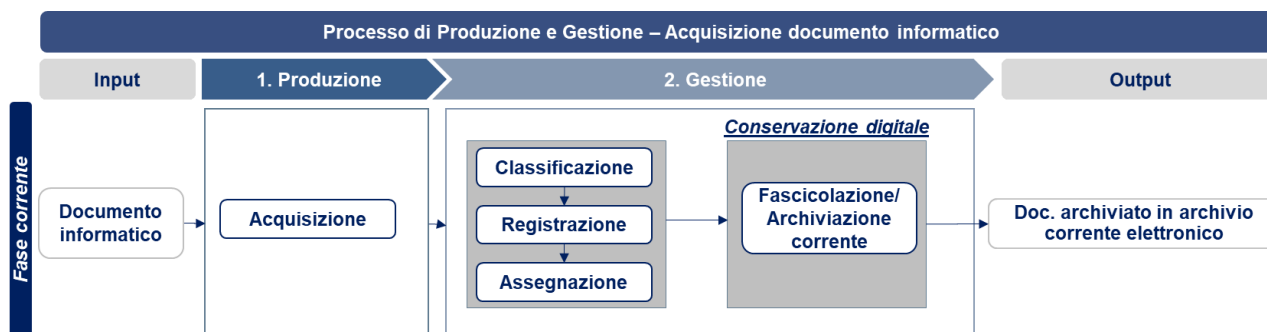 Processo di Produzione e Gestione – Acquisizione documento informatico
Input
1. Produzione
2. Gestione
Output
Fase corrente
Documento
informatico
Acquisizione
Classificazione
Registrazione
Assegnazione
Conservazione digitale
Fascicolazione/
Archiviazione
corrente
Doc. archiviato in archivio
corrente elettronico